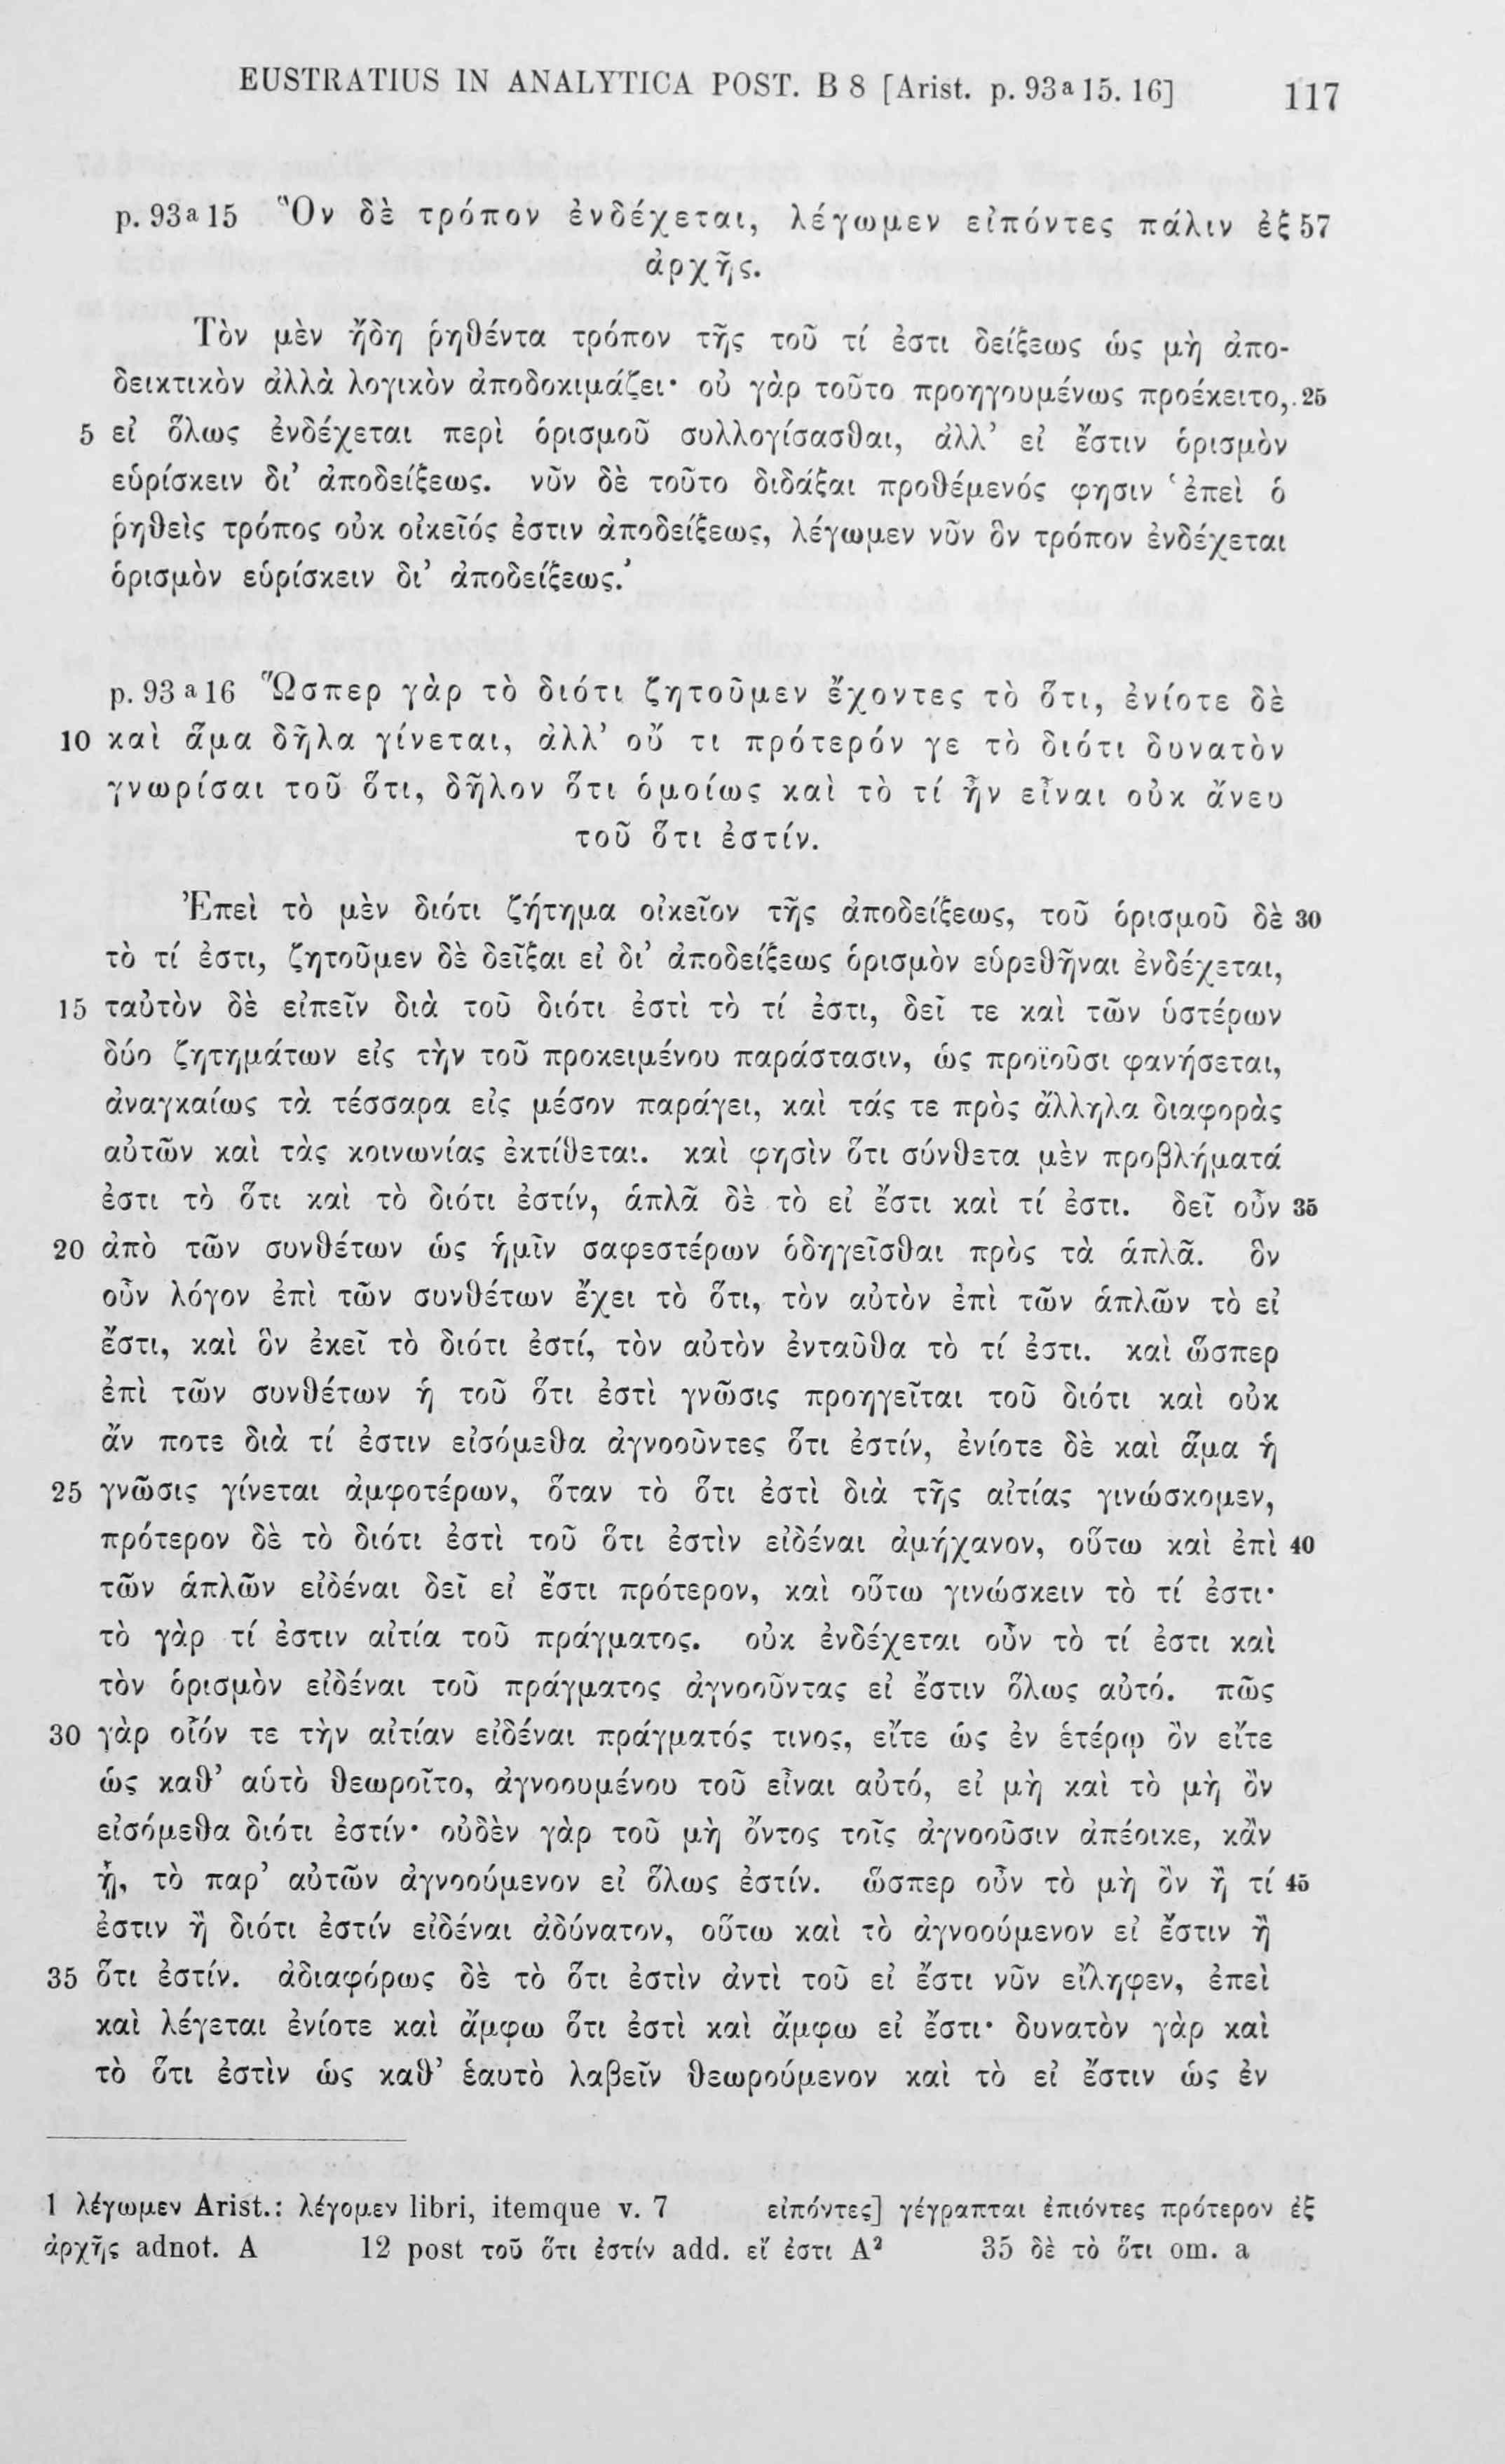 EUSTRATIUS IN ANALYTICA POST. B 8 [Arist. p. 93ᵃ 15. 16] 117
p. 93ᵃ 15 Ὃν δὲ τρόπον ἐνδέχεται, λέγωμεν εἰπόντες πάλιν ἐξ 57
ἀρχῆς.
Τὸν μὲν ἤδη ῥηθέντα τρόπον τῆς τοῦ τί ἐστι δείξεως ὡς μὴ ἀπο-
δεικτικὸν ἀλλὰ λογικὸν ἀποδοκιμάζει· οὐ γὰρ τοῦτο προηγουμένως προέκειτο, 25
5 εἰ ὅλως ἐνδέχεται περὶ ὁρισμοῦ συλλογίσασθαι, ἀλλ’ εἰ ἔστιν ὁρισμὸν
εὑρίσκειν δι’ ἀποδείξεως. νῦν δὲ τοῦτο διδάξαι προθέμενός φησιν ‘ἐπεὶ ὁ
ῥηθεὶς τρόπος οὐκ οἰκεῖός ἐστιν ἀποδείξεως, λέγωμεν νῦν ὃν τρόπον ἐνδέχεται
ὁρισμὸν εὑρίσκειν δι’ ἀποδείξεως.’
p. 93ᵃ 16 Ὥσπερ γὰρ τὸ διότι ζητοῦμεν ἔχοντες τὸ ὅτι, ἐνίοτε δὲ
10 καὶ ἅμα δῆλα γίνεται, ἀλλ’ οὔ τι πρότερόν γε τὸ διότι δυνατὸν
γνωρίσαι τοῦ ὅτι, δῆλον ὅτι ὁμοίως καὶ τὸ τί ἦν εἶναι οὐκ ἄνευ
τοῦ ὅτι ἐστίν.
Ἐπεὶ τὸ μὲν διότι ζήτημα οἰκεῖον τῆς ἀποδείξεως, τοῦ ὁρισμοῦ δὲ 30
τὸ τί ἐστι, ζητοῦμεν δὲ δεῖξαι εἰ δι’ ἀποδείξεως ὁρισμὸν εὑρεθῆναι ἐνδέχεται,
15 ταὐτὸν δὲ εἰπεῖν διὰ τοῦ διότι ἐστὶ τὸ τί ἐστι, δεῖ τε καὶ τῶν ὑστέρων
δύο ζητημάτων εἰς τὴν τοῦ προκειμένου παράστασιν, ὡς προϊοῦσι φανήσεται,
ἀναγκαίως τὰ τέσσαρα εἰς μέσον παράγει, καὶ τάς τε πρὸς ἄλληλα διαφορὰς
αὐτῶν καὶ τὰς κοινωνίας ἐκτίθεται. καὶ φησὶν ὅτι σύνθετα μὲν προβλήματά
ἐστι τὸ ὅτι καὶ τὸ διότι ἐστίν, ἁπλᾶ δὲ τὸ εἰ ἔστι καὶ τί ἐστι. δεῖ οὖν 35
20 ἀπὸ τῶν συνθέτων ὡς ἡμῖν σαφεστέρων ὁδηγεῖσθαι πρὸς τὰ ἁπλᾶ. ὃν
οὖν λόγον ἐπὶ τῶν συνθέτων ἔχει τὸ ὅτι, τὸν αὐτὸν ἐπὶ τῶν ἁπλῶν τὸ εἰ
ἔστι, καὶ ὃν ἐκεῖ τὸ διότι ἐστί, τὸν αὐτὸν ἐνταῦθα τὸ τί ἐστι. καὶ ὥσπερ
ἐπὶ τῶν συνθέτων ἡ τοῦ ὅτι ἐστὶ γνῶσις προηγεῖται τοῦ διότι καὶ οὐκ
ἄν ποτε διὰ τί ἐστιν εἰσόμεθα ἀγνοοῦντες ὅτι ἐστίν, ἐνίοτε δὲ καὶ ἅμα ἡ
25 γνῶσις γίνεται ἀμφοτέρων, ὅταν τὸ ὅτι ἐστὶ διὰ τῆς αἰτίας γινώσκομεν,
πρότερον δὲ τὸ διότι ἐστὶ τοῦ ὅτι ἐστὶν εἰδέναι ἀμήχανον, οὕτω καὶ ἐπὶ 40
τῶν ἁπλῶν εἰδέναι δεῖ εἰ ἔστι πρότερον, καὶ οὕτω γινώσκειν τὸ τί ἐστι·
τὸ γὰρ τί ἐστιν αἰτία τοῦ πράγματος. οὐκ ἐνδέχεται οὖν τὸ τί ἐστι καὶ
τὸν ὁρισμὸν εἰδέναι τοῦ πράγματος ἀγνοοῦντας εἰ ἔστιν ὅλως αὐτό. πῶς
30 γὰρ οἷόν τε τὴν αἰτίαν εἰδέναι πράγματός τινος, εἴτε ὡς ἐν ἑτέρῳ ὂν εἴτε
ὡς καθ’ αὑτὸ θεωροῖτο, ἀγνοουμένου τοῦ εἶναι αὐτό, εἰ μὴ καὶ τὸ μὴ ὂν
εἰσόμεθα διότι ἐστίν· οὐδὲν γὰρ τοῦ μὴ ὄντος τοῖς ἀγνοοῦσιν ἀπέοικε, κἂν
ᾖ, τὸ παρ’ αὐτῶν ἀγνοούμενον εἰ ὅλως ἐστίν. ὥσπερ οὖν τὸ μὴ ὂν ἢ τί 45
ἐστιν ἢ διότι ἐστίν εἰδέναι ἀδύνατον, οὕτω καὶ τὸ ἀγνοούμενον εἰ ἔστιν ἢ
35 ὅτι ἐστίν. ἀδιαφόρως δὲ τὸ ὅτι ἐστὶν ἀντὶ τοῦ εἰ ἔστι νῦν εἴληφεν, ἐπεὶ
καὶ λέγεται ἐνίοτε καὶ ἄμφω ὅτι ἐστὶ καὶ ἄμφω εἰ ἔστι· δυνατὸν γὰρ καὶ
τὸ ὅτι ἐστὶν ὡς καθ’ ἑαυτὸ λαβεῖν θεωρούμενον καὶ τὸ εἰ ἔστιν ὡς ἐν
1 λέγωμεν Arist.: λέγομεν libri, itemque v. 7 εἰπόντες] γέγραπται ἐπιόντες πρότερον ἐξ
ἀρχῆς adnot. A 12 post τοῦ ὅτι ἐστίν add. εἴ ἐστι A² 35 δὲ τὸ ὅτι om. a